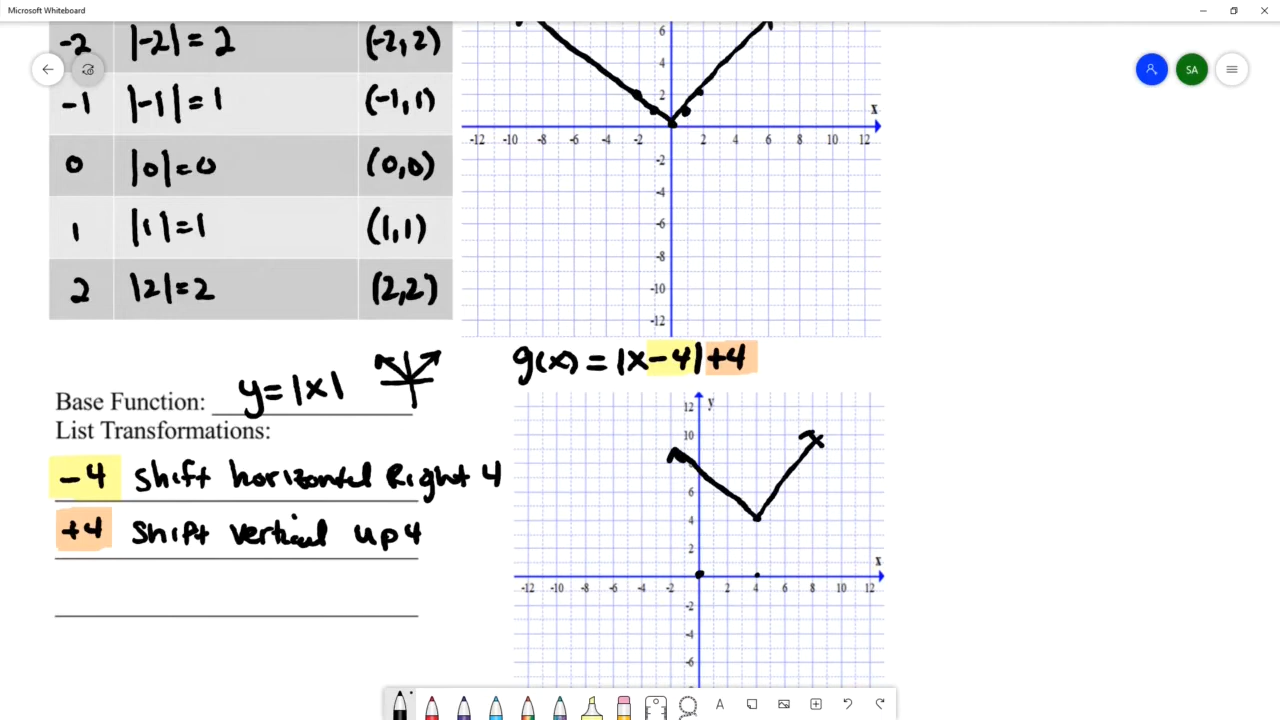 Microsoft Whiteboard
SA
-2 |-2| = 2 (-2, 2)
-1 |-1| = 1 (-1, 1)
0 |0| = 0 (0,0)
1 |1| = 1 (1,1)
2 |2| = 2 (2,2)
6
4
2
x
-12 -10 -8 -6 -4 -2 2 4 6 8 10 12
-2
-4
-6
-8
-10
-12
g(x) = |x - 4| + 4
Base Function: y = |x|
List Transformations:
-4 Shift horizontal Right 4
+4 Shift vertical up 4
y
12
10
6
4
2
x
-12 -10 -8 -6 -4 -2 2 4 6 8 10 12
-2
-4
-6
A